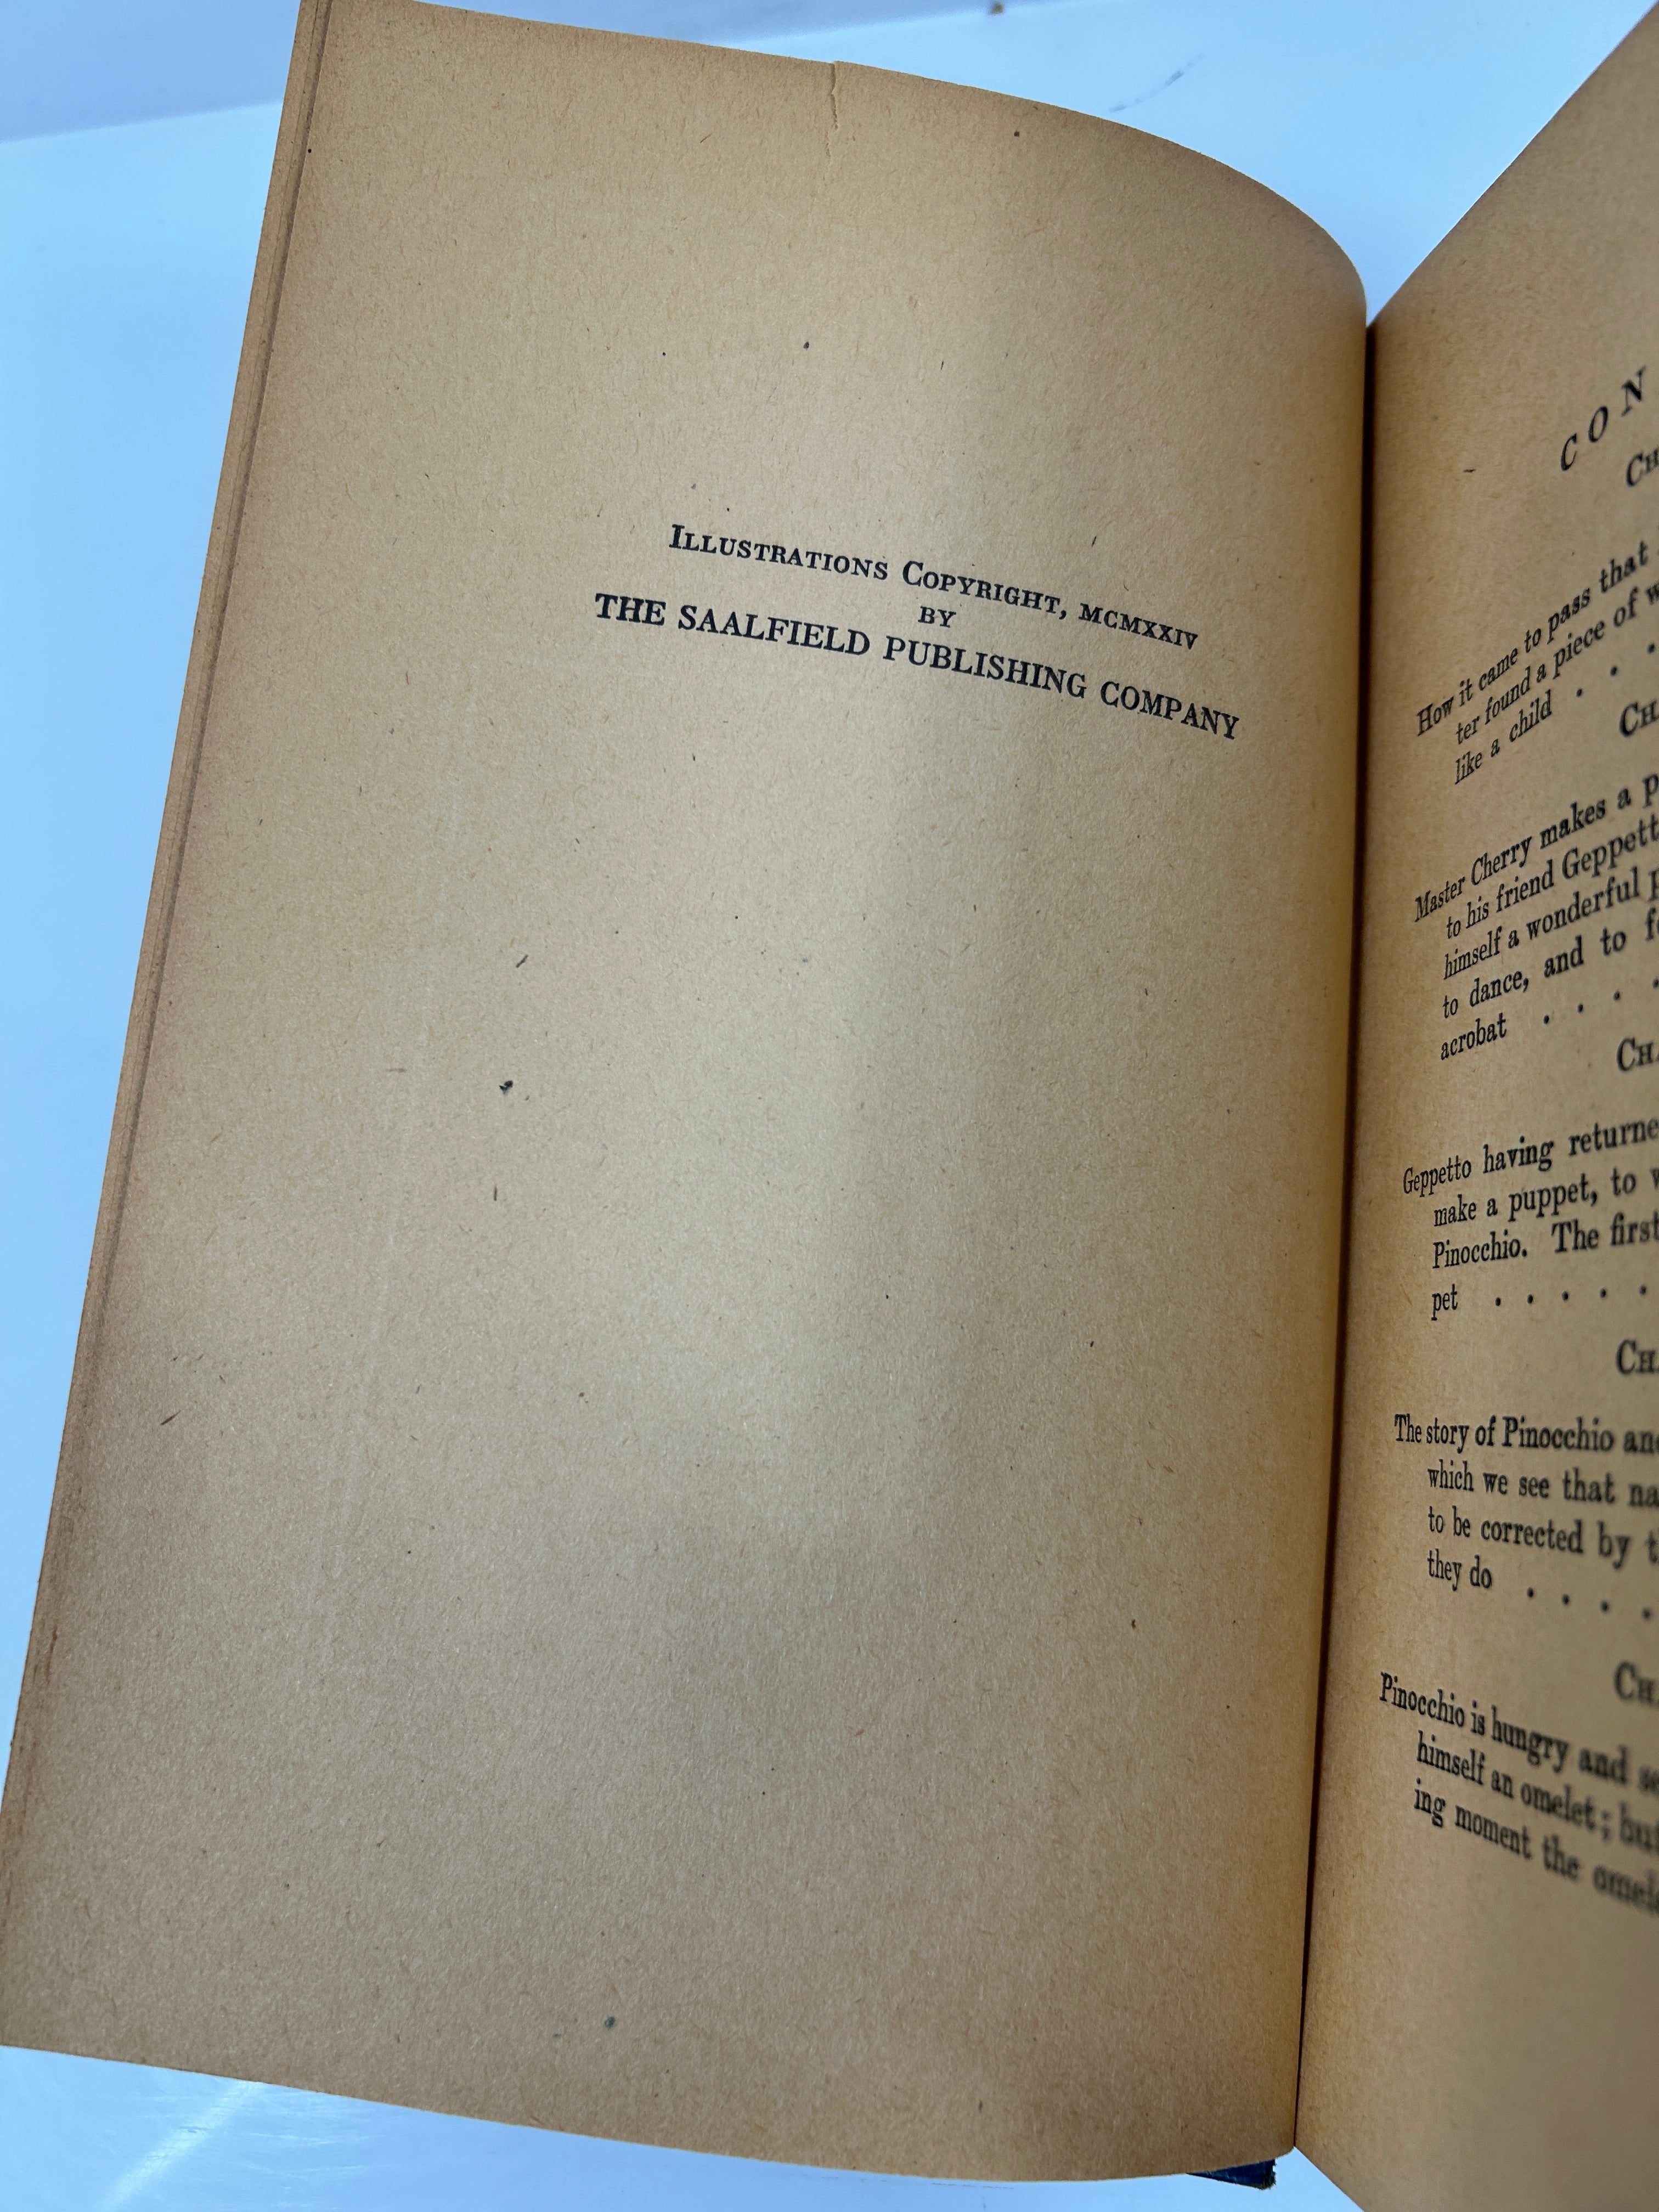 Illustrations Copyright, MCMXXIV
BY
THE SAALFIELD PUBLISHING COMPANY
CON
How it came to pass that
ter found a piece of
like a child . . .
Master Cherry makes a
to his friend
himself a wonderful
to dance, and to
acrobat . . . .
Geppetto having
make a puppet, to
Pinocchio. The first
pet . . . . .
The story of Pinocchio
which we see that
to be corrected by
they do . . . .
Pinocchio is hungry and
himself an omelet;
ing moment the